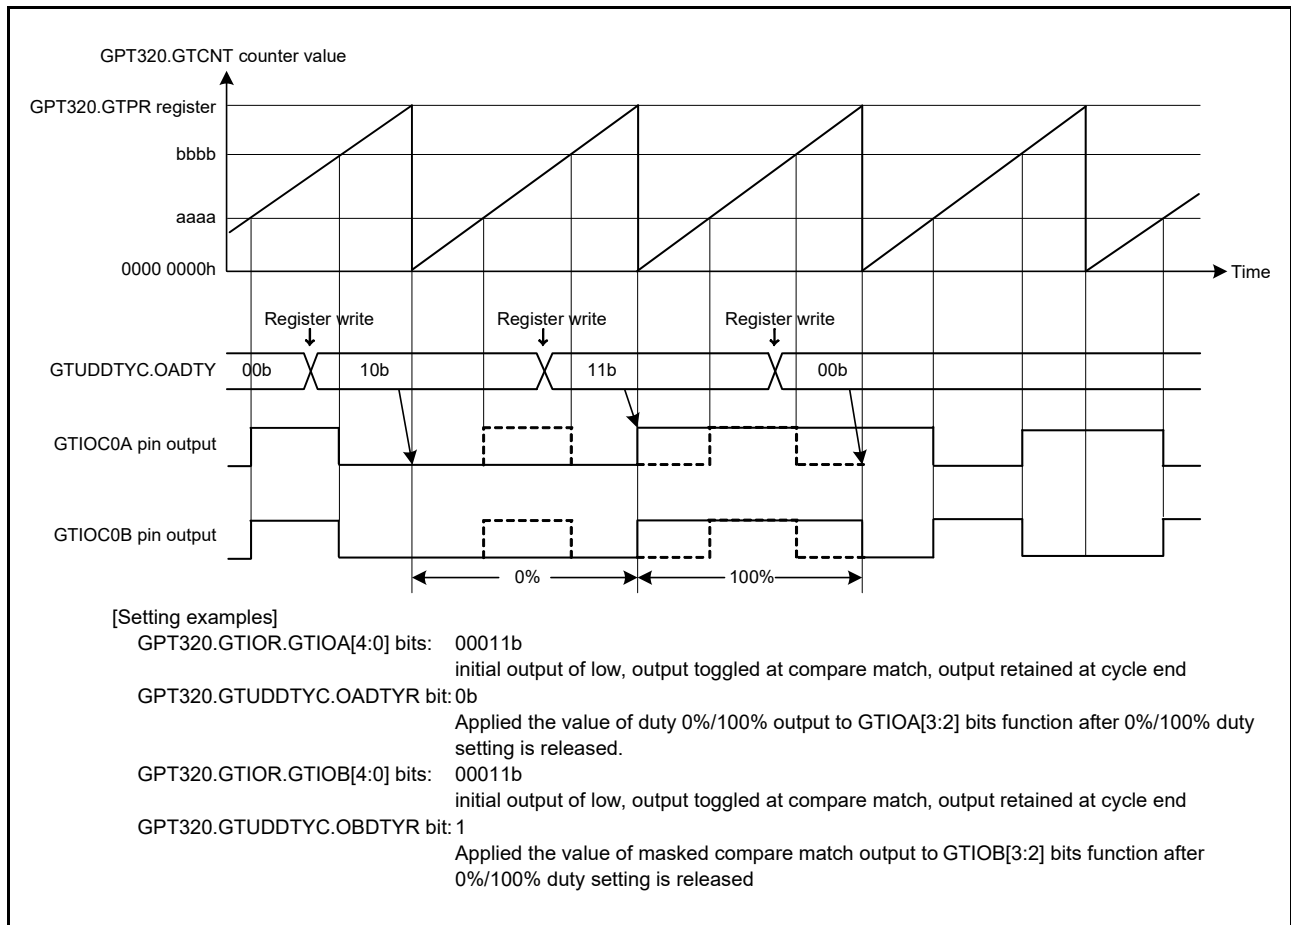 GPT320.GTCNT counter value
GPT320.GTPR register
bbbb
aaaa
0000 0000h
Time
Register write Register write Register write
GTUDDTYC.OADTY 00b 10b 11b 00b
GTIOC0A pin output
GTIOC0B pin output
0% 100%
[Setting examples]
GPT320.GTIOR.GTIOA[4:0] bits: 00011b
initial output of low, output toggled at compare match, output retained at cycle end
GPT320.GTUDDTYC.OADTYR bit: 0b
Applied the value of duty 0%/100% output to GTIOA[3:2] bits function after 0%/100% duty
setting is released.
GPT320.GTIOR.GTIOB[4:0] bits: 00011b
initial output of low, output toggled at compare match, output retained at cycle end
GPT320.GTUDDTYC.OBDTYR bit: 1
Applied the value of masked compare match output to GTIOB[3:2] bits function after
0%/100% duty setting is released